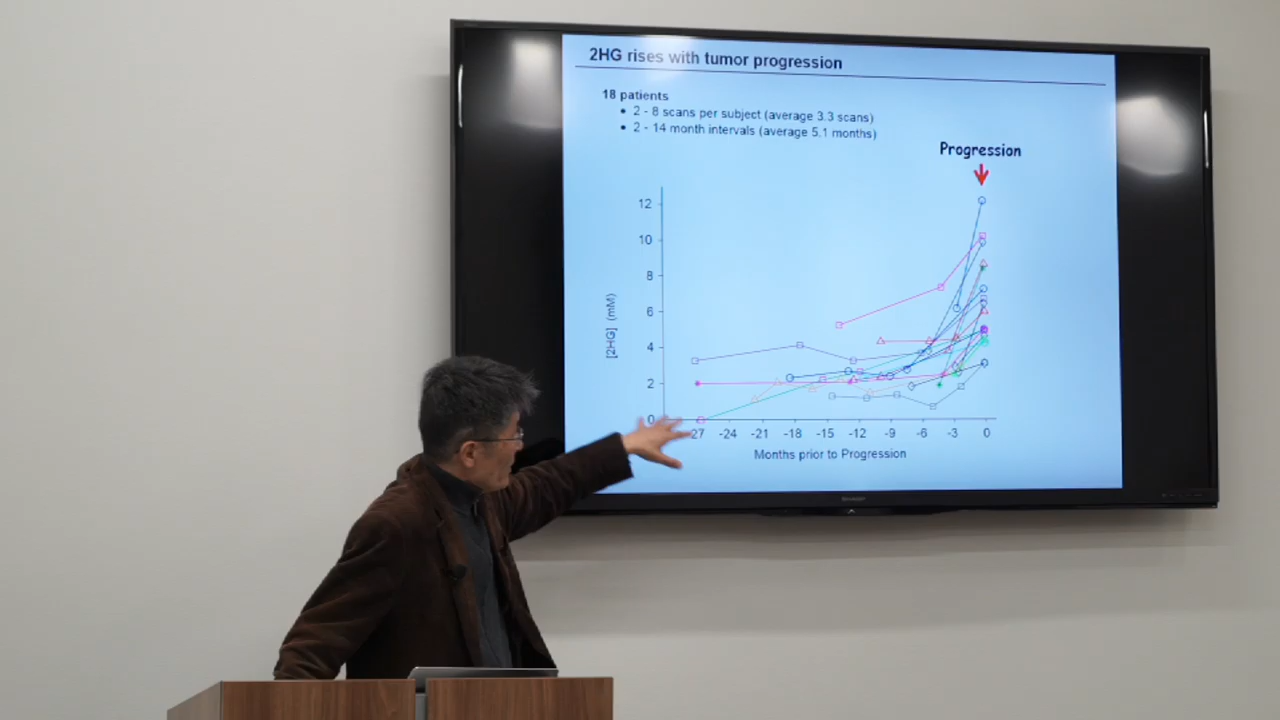 2HG rises with tumor progression
18 patients
• 2 - 8 scans per subject (average 3.3 scans)
• 2 - 14 month intervals (average 5.1 months)
Progression
12
10
8
6
4
2
0
[2HG] (mM)
-27 -24 -21 -18 -15 -12 -9 -6 -3 0
Months prior to Progression
SHARP